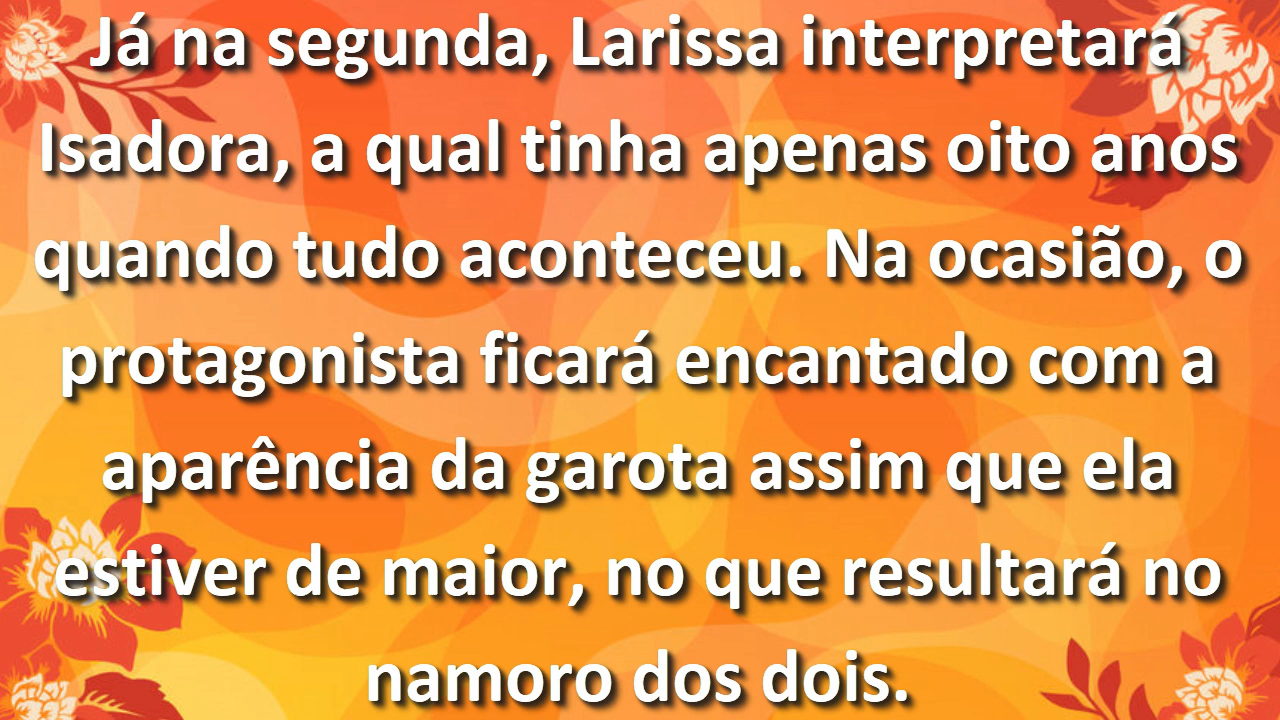 Já na segunda, Larissa interpretará
Isadora, a qual tinha apenas oito anos
quando tudo aconteceu. Na ocasião, o
protagonista ficará encantado com a
aparência da garota assim que ela
estiver de maior, no que resultará no
namoro dos dois.